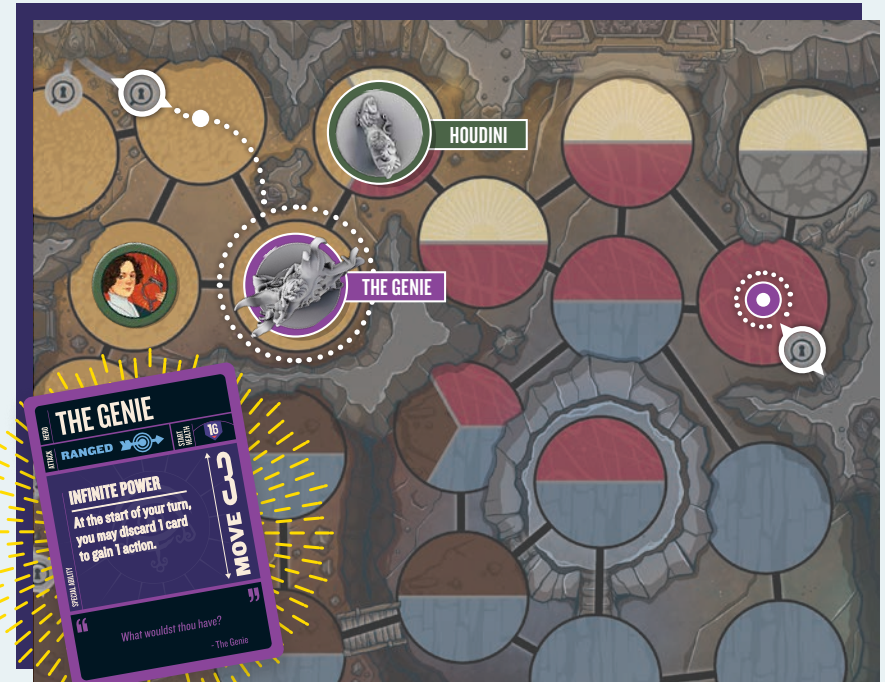 HOUDINI
THE GENIE
HERO
THE GENIE
ATTACK
RANGED
START
HEALTH
16
INFINITE POWER
At the start of your turn,
you may discard 1 card
to gain 1 action.
SPECIAL ABILITY
MOVE 3
“ What wouldst thou have? ”
- The Genie